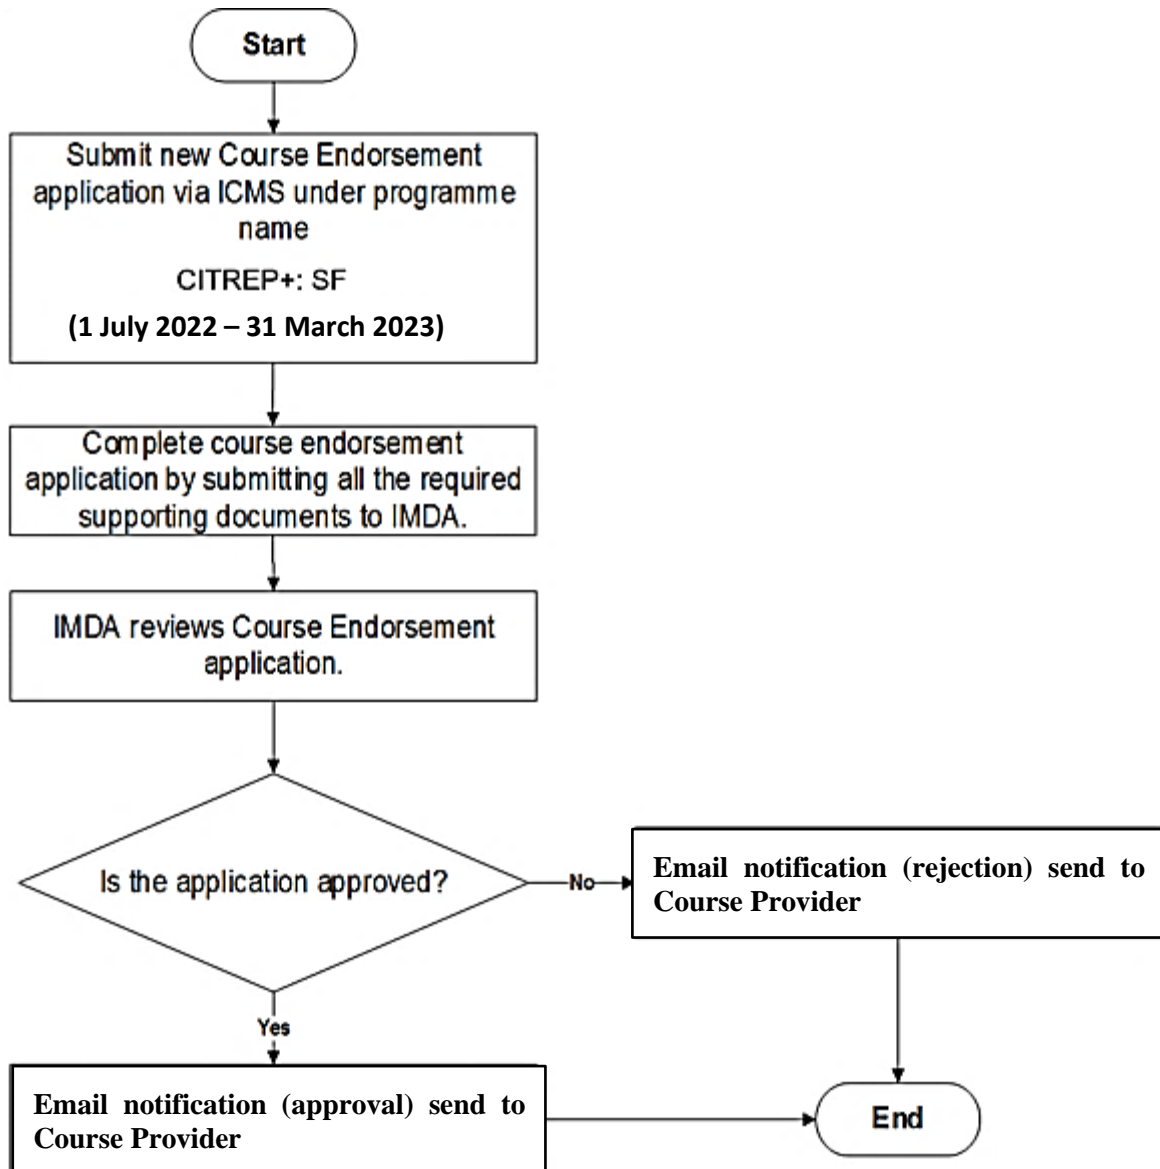 Start
Submit new Course Endorsement
application via ICMS under programme
name
CITREP+: SF
(1 July 2022 – 31 March 2023)
Complete course endorsement
application by submitting all the required
supporting documents to IMDA.
IMDA reviews Course Endorsement
application.
Is the application approved?
No
Email notification (rejection) send to
Course Provider
Yes
Email notification (approval) send to
Course Provider
End